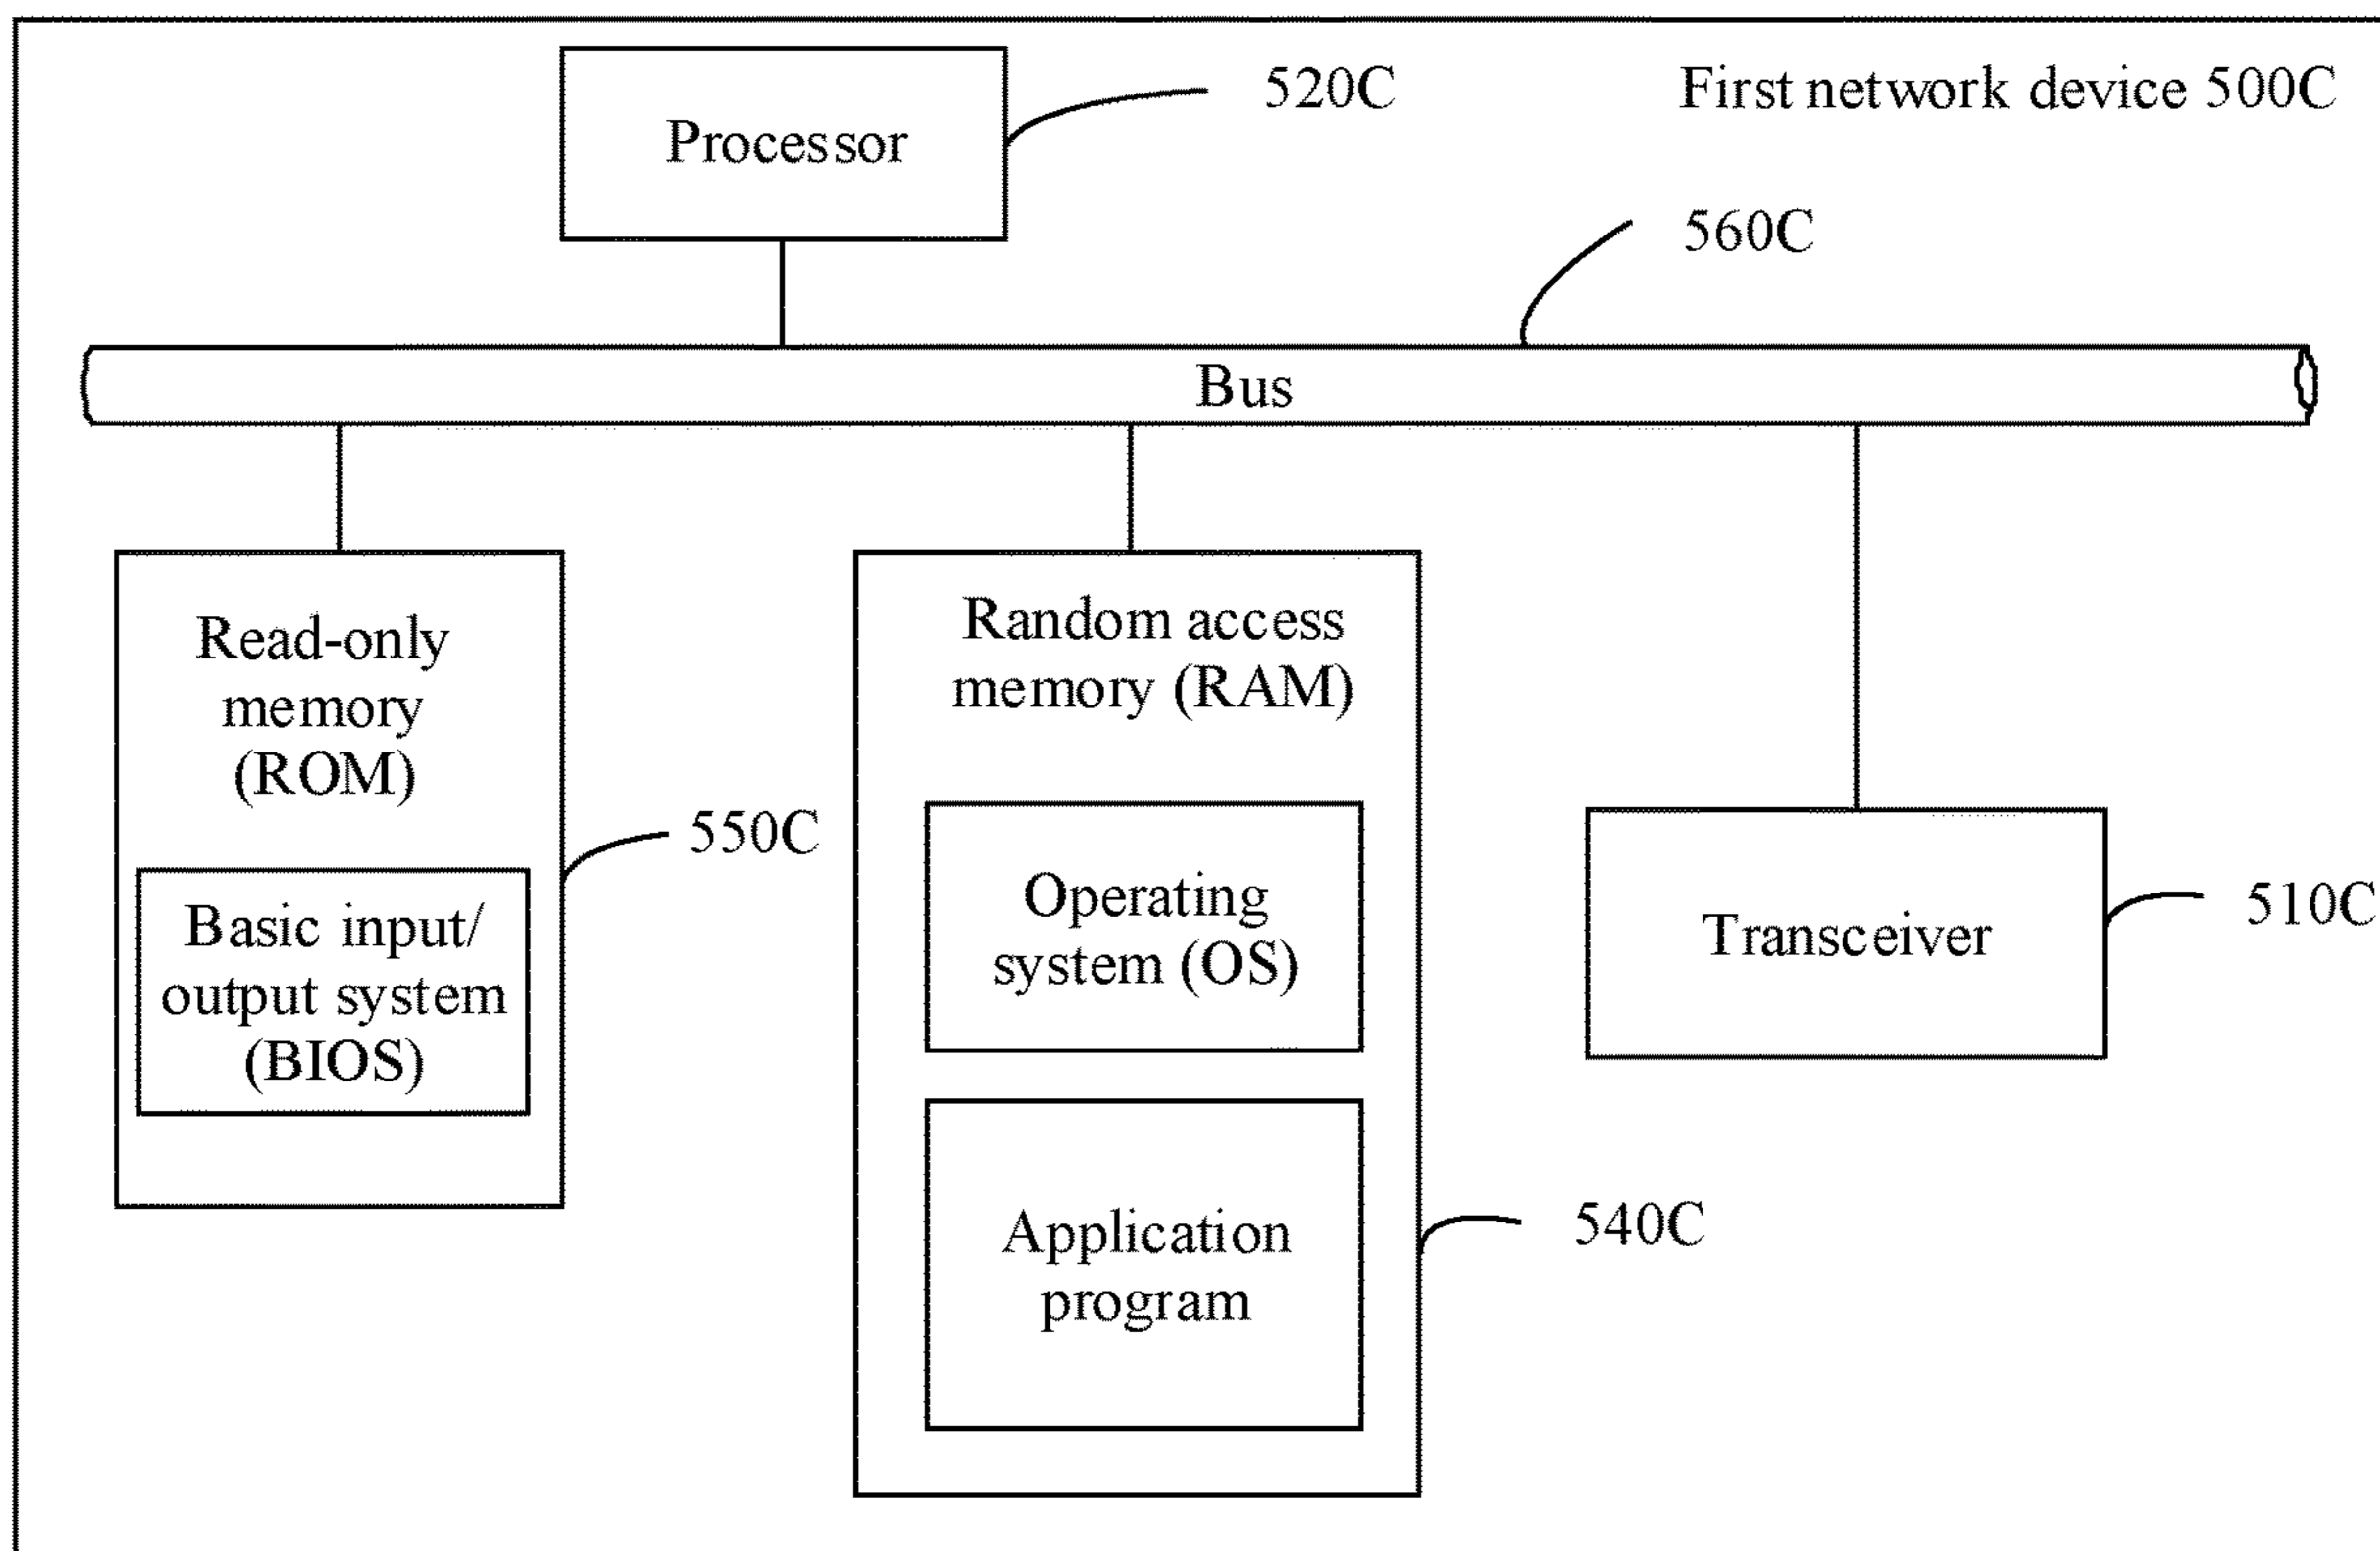 Processor
520C
First network device 500C
560C
Bus
Read-only
memory
(ROM)
Basic input/
output system
(BIOS)
550C
Random access
memory (RAM)
Operating
system (OS)
Application
program
540C
Transceiver
510C